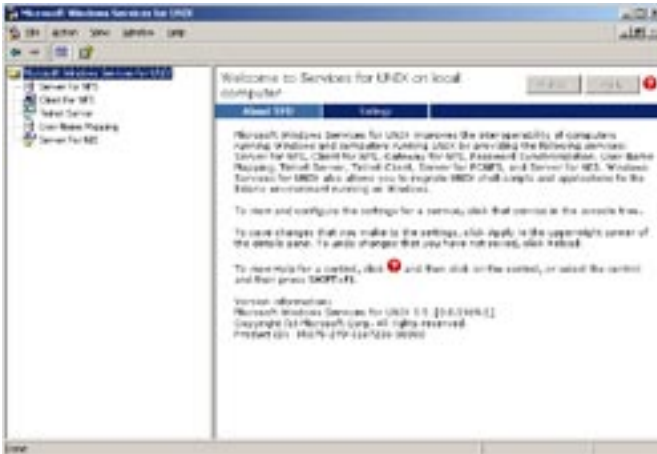 Microsoft Windows Services for UNIX
File Action View Window Help
Microsoft Windows Services for UNIX
Server for NFS
Client for NFS
Telnet Server
User Name Mapping
Server for NIS
Welcome to Services for UNIX on local
computer
Reload
About SFU
Settings
Microsoft Windows Services for UNIX improves the interoperability of computers
running Windows and computers running UNIX by providing the following services:
Server for NFS, Client for NFS, Gateway for NFS, Password Synchronization, User Name
Mapping, Telnet Server, Telnet Client, Server for PCNFS, and Server for NIS. Windows
Services for UNIX also allows you to migrate UNIX shell scripts and applications to the
Interix environment running on Windows.
To view and configure the settings for a service, click that service in the console tree.
To save changes that you make to the settings, click Apply in the upper-right corner of
the details pane. To undo changes that you have not saved, click Reload.
To view Help for a control, click ? and then click on the control, or select the control
and then press SHIFT+F1.
Version information:
Microsoft Windows Services for UNIX
Copyright (c) Microsoft Corp. All rights reserved.
Product ID:
Done